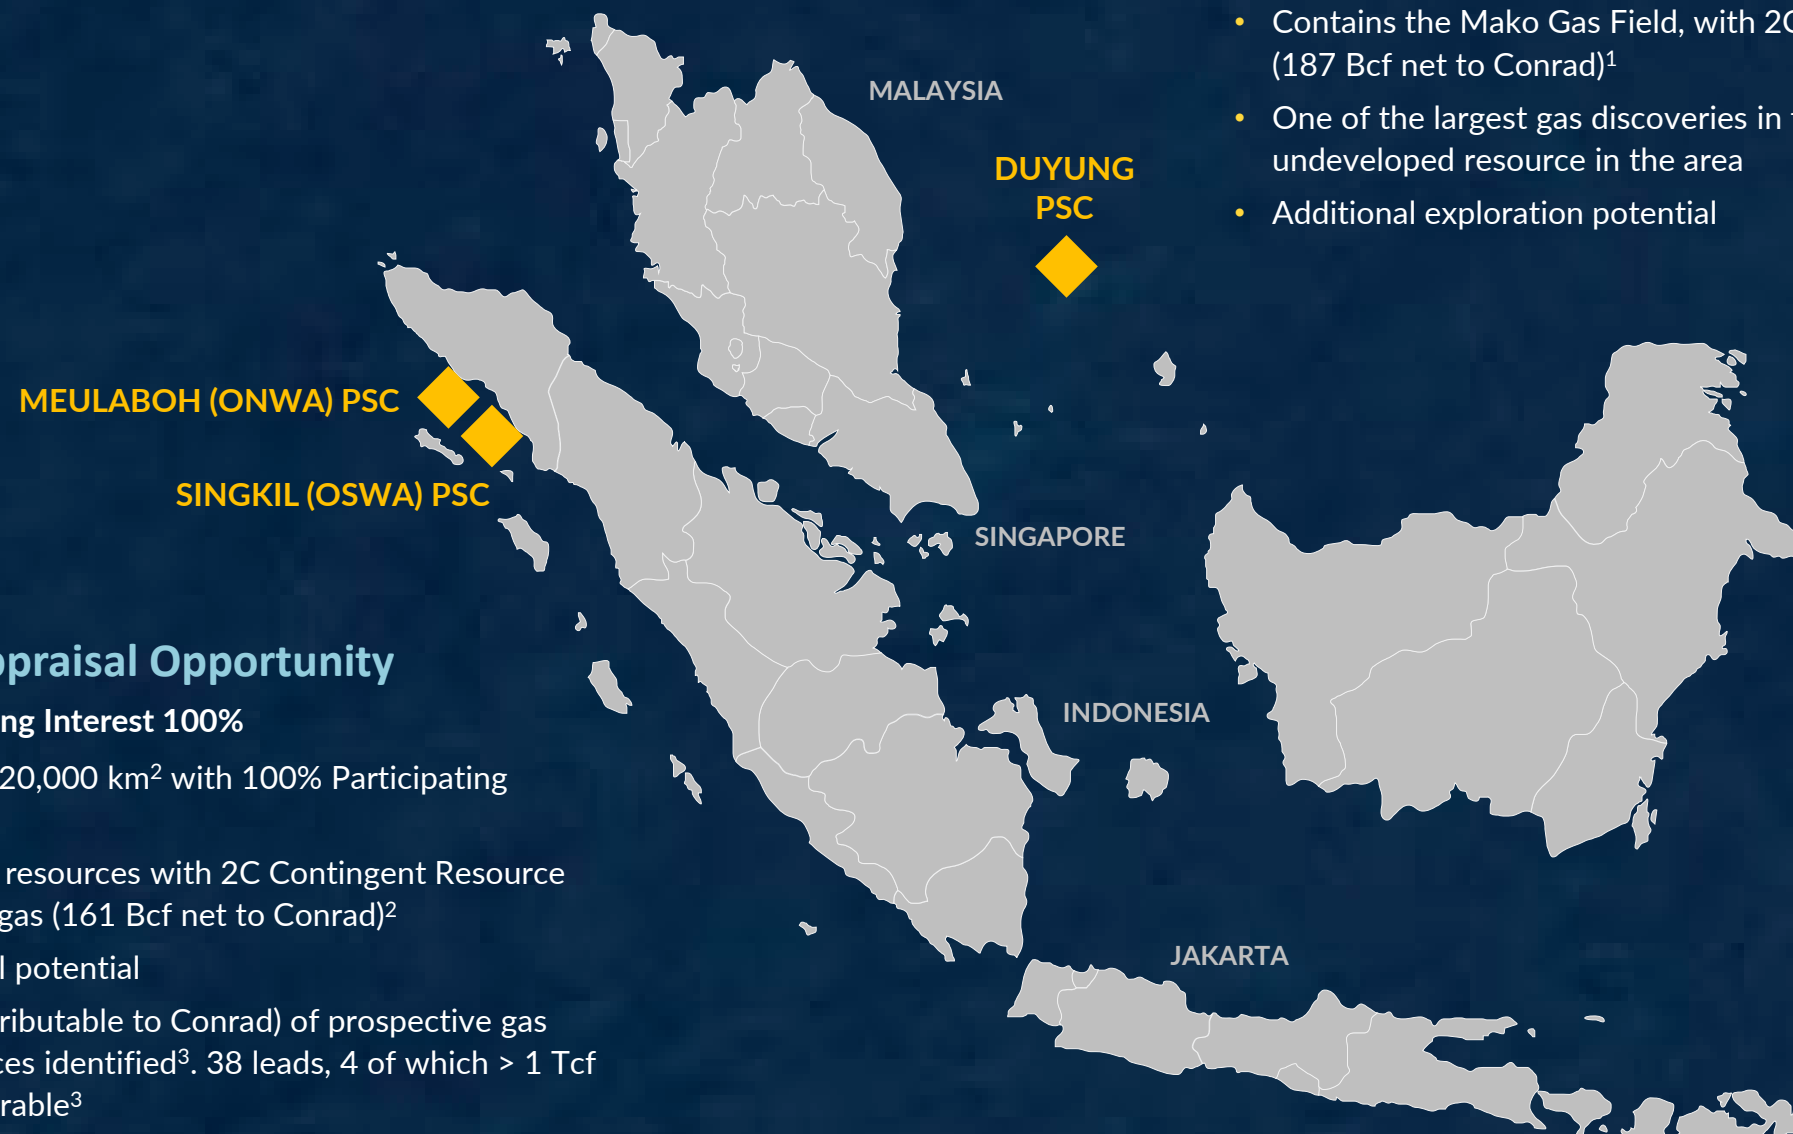 • Contains the Mako Gas Field, with 2C
(187 Bcf net to Conrad)¹
• One of the largest gas discoveries in
undeveloped resource in the area
• Additional exploration potential
MALAYSIA
DUYUNG
PSC
MEULABOH (ONWA) PSC
SINGKIL (OSWA) PSC
SINGAPORE
INDONESIA
JAKARTA
ppraisal Opportunity
ng Interest 100%
20,000 km² with 100% Participating
resources with 2C Contingent Resource
gas (161 Bcf net to Conrad)²
l potential
ributable to Conrad) of prospective gas
ces identified³. 38 leads, 4 of which > 1 Tcf
rable³